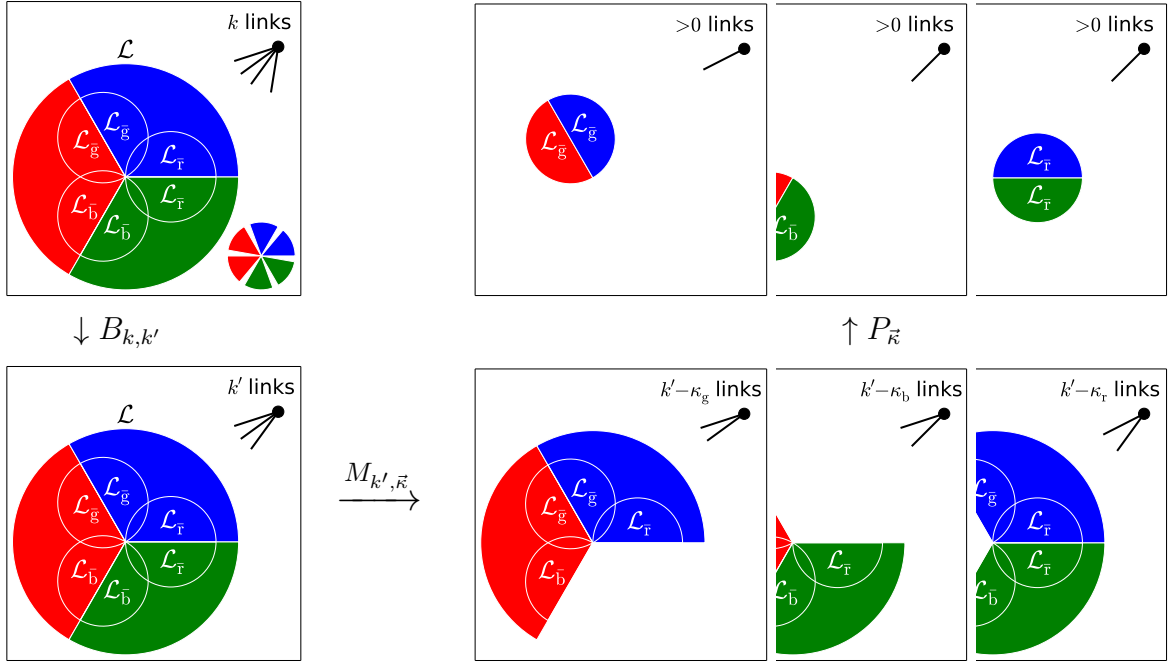 k links
ℒ
ℒ_ḡ
ℒ_ḡ
ℒ_r̄
ℒ_r̄
ℒ_b̄
ℒ_b̄
>0 links
ℒ_ḡ
ℒ_ḡ
>0 links
ℒ_b̄
>0 links
ℒ_r̄
ℒ_r̄
↓ B_{k,k′}
↑ P_{κ⃗}
k′ links
ℒ
ℒ_ḡ
ℒ_ḡ
ℒ_r̄
ℒ_r̄
ℒ_b̄
ℒ_b̄
M_{k′,κ⃗}
k′−κ_g links
ℒ_ḡ
ℒ_ḡ
ℒ_r̄
ℒ_b̄
k′−κ_b links
ℒ_r̄
ℒ_b̄
k′−κ_r links
ℒ_ḡ
ℒ_r̄
ℒ_r̄
ℒ_b̄